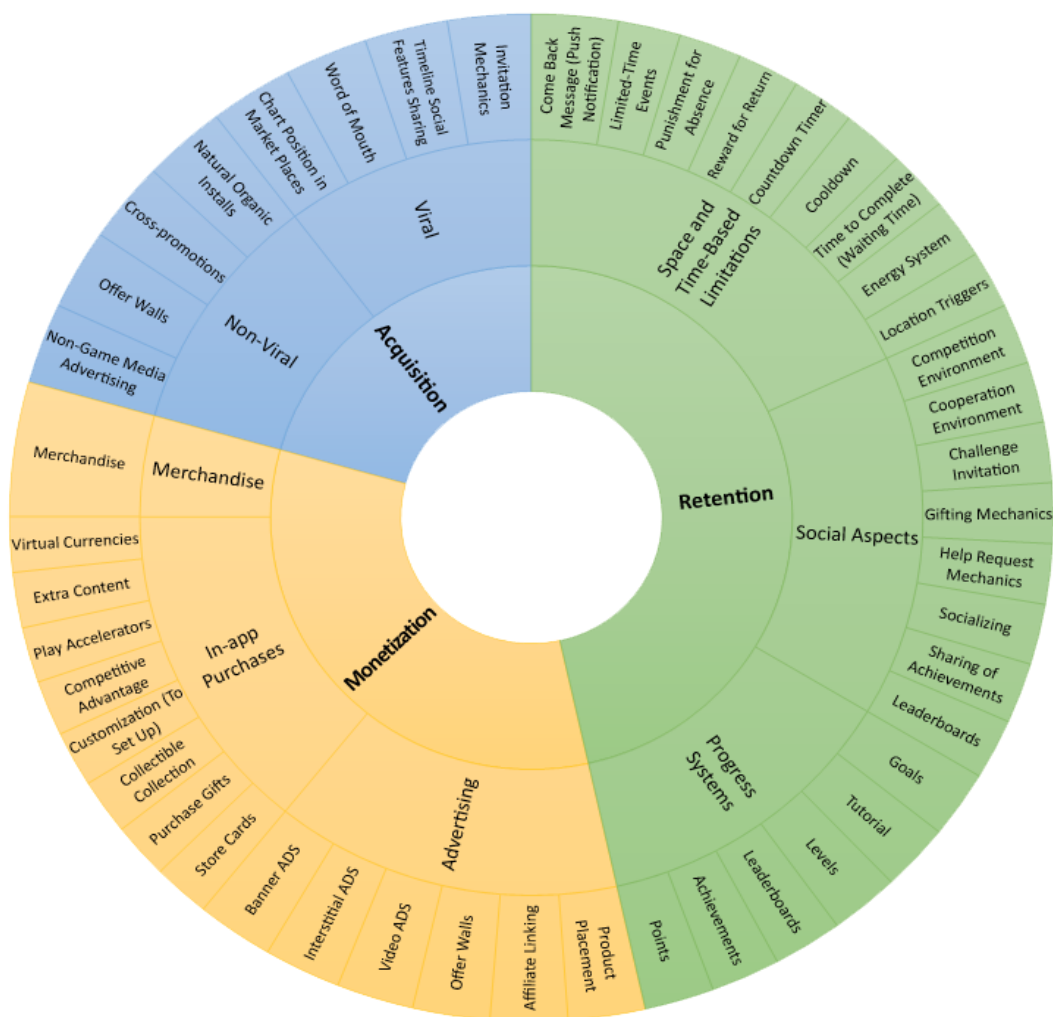 Acquisition
Viral
Invitation
Mechanics
Timeline Social
Features Sharing
Word of Mouth
Chart Position in
Market Places
Non-Viral
Natural Organic
Installs
Cross-promotions
Offer Walls
Non-Game Media
Advertising
Retention
Space and
Time-Based
Limitations
Come Back
Message (Push
Notification)
Limited-Time
Events
Punishment for
Absence
Reward for Return
Countdown Timer
Cooldown
Time to Complete
(Waiting Time)
Energy System
Location Triggers
Social Aspects
Competition
Environment
Cooperation
Environment
Challenge
Invitation
Gifting Mechanics
Help Request
Mechanics
Socializing
Sharing of
Achievements
Leaderboards
Progress
Systems
Goals
Tutorial
Levels
Leaderboards
Achievements
Points
Monetization
Merchandise
Merchandise
In-app
Purchases
Virtual Currencies
Extra Content
Play Accelerators
Competitive
Advantage
Customization (To
Set Up)
Collectible
Collection
Purchase Gifts
Store Cards
Advertising
Banner ADS
Interstitial ADS
Video ADS
Offer Walls
Affiliate Linking
Product
Placement